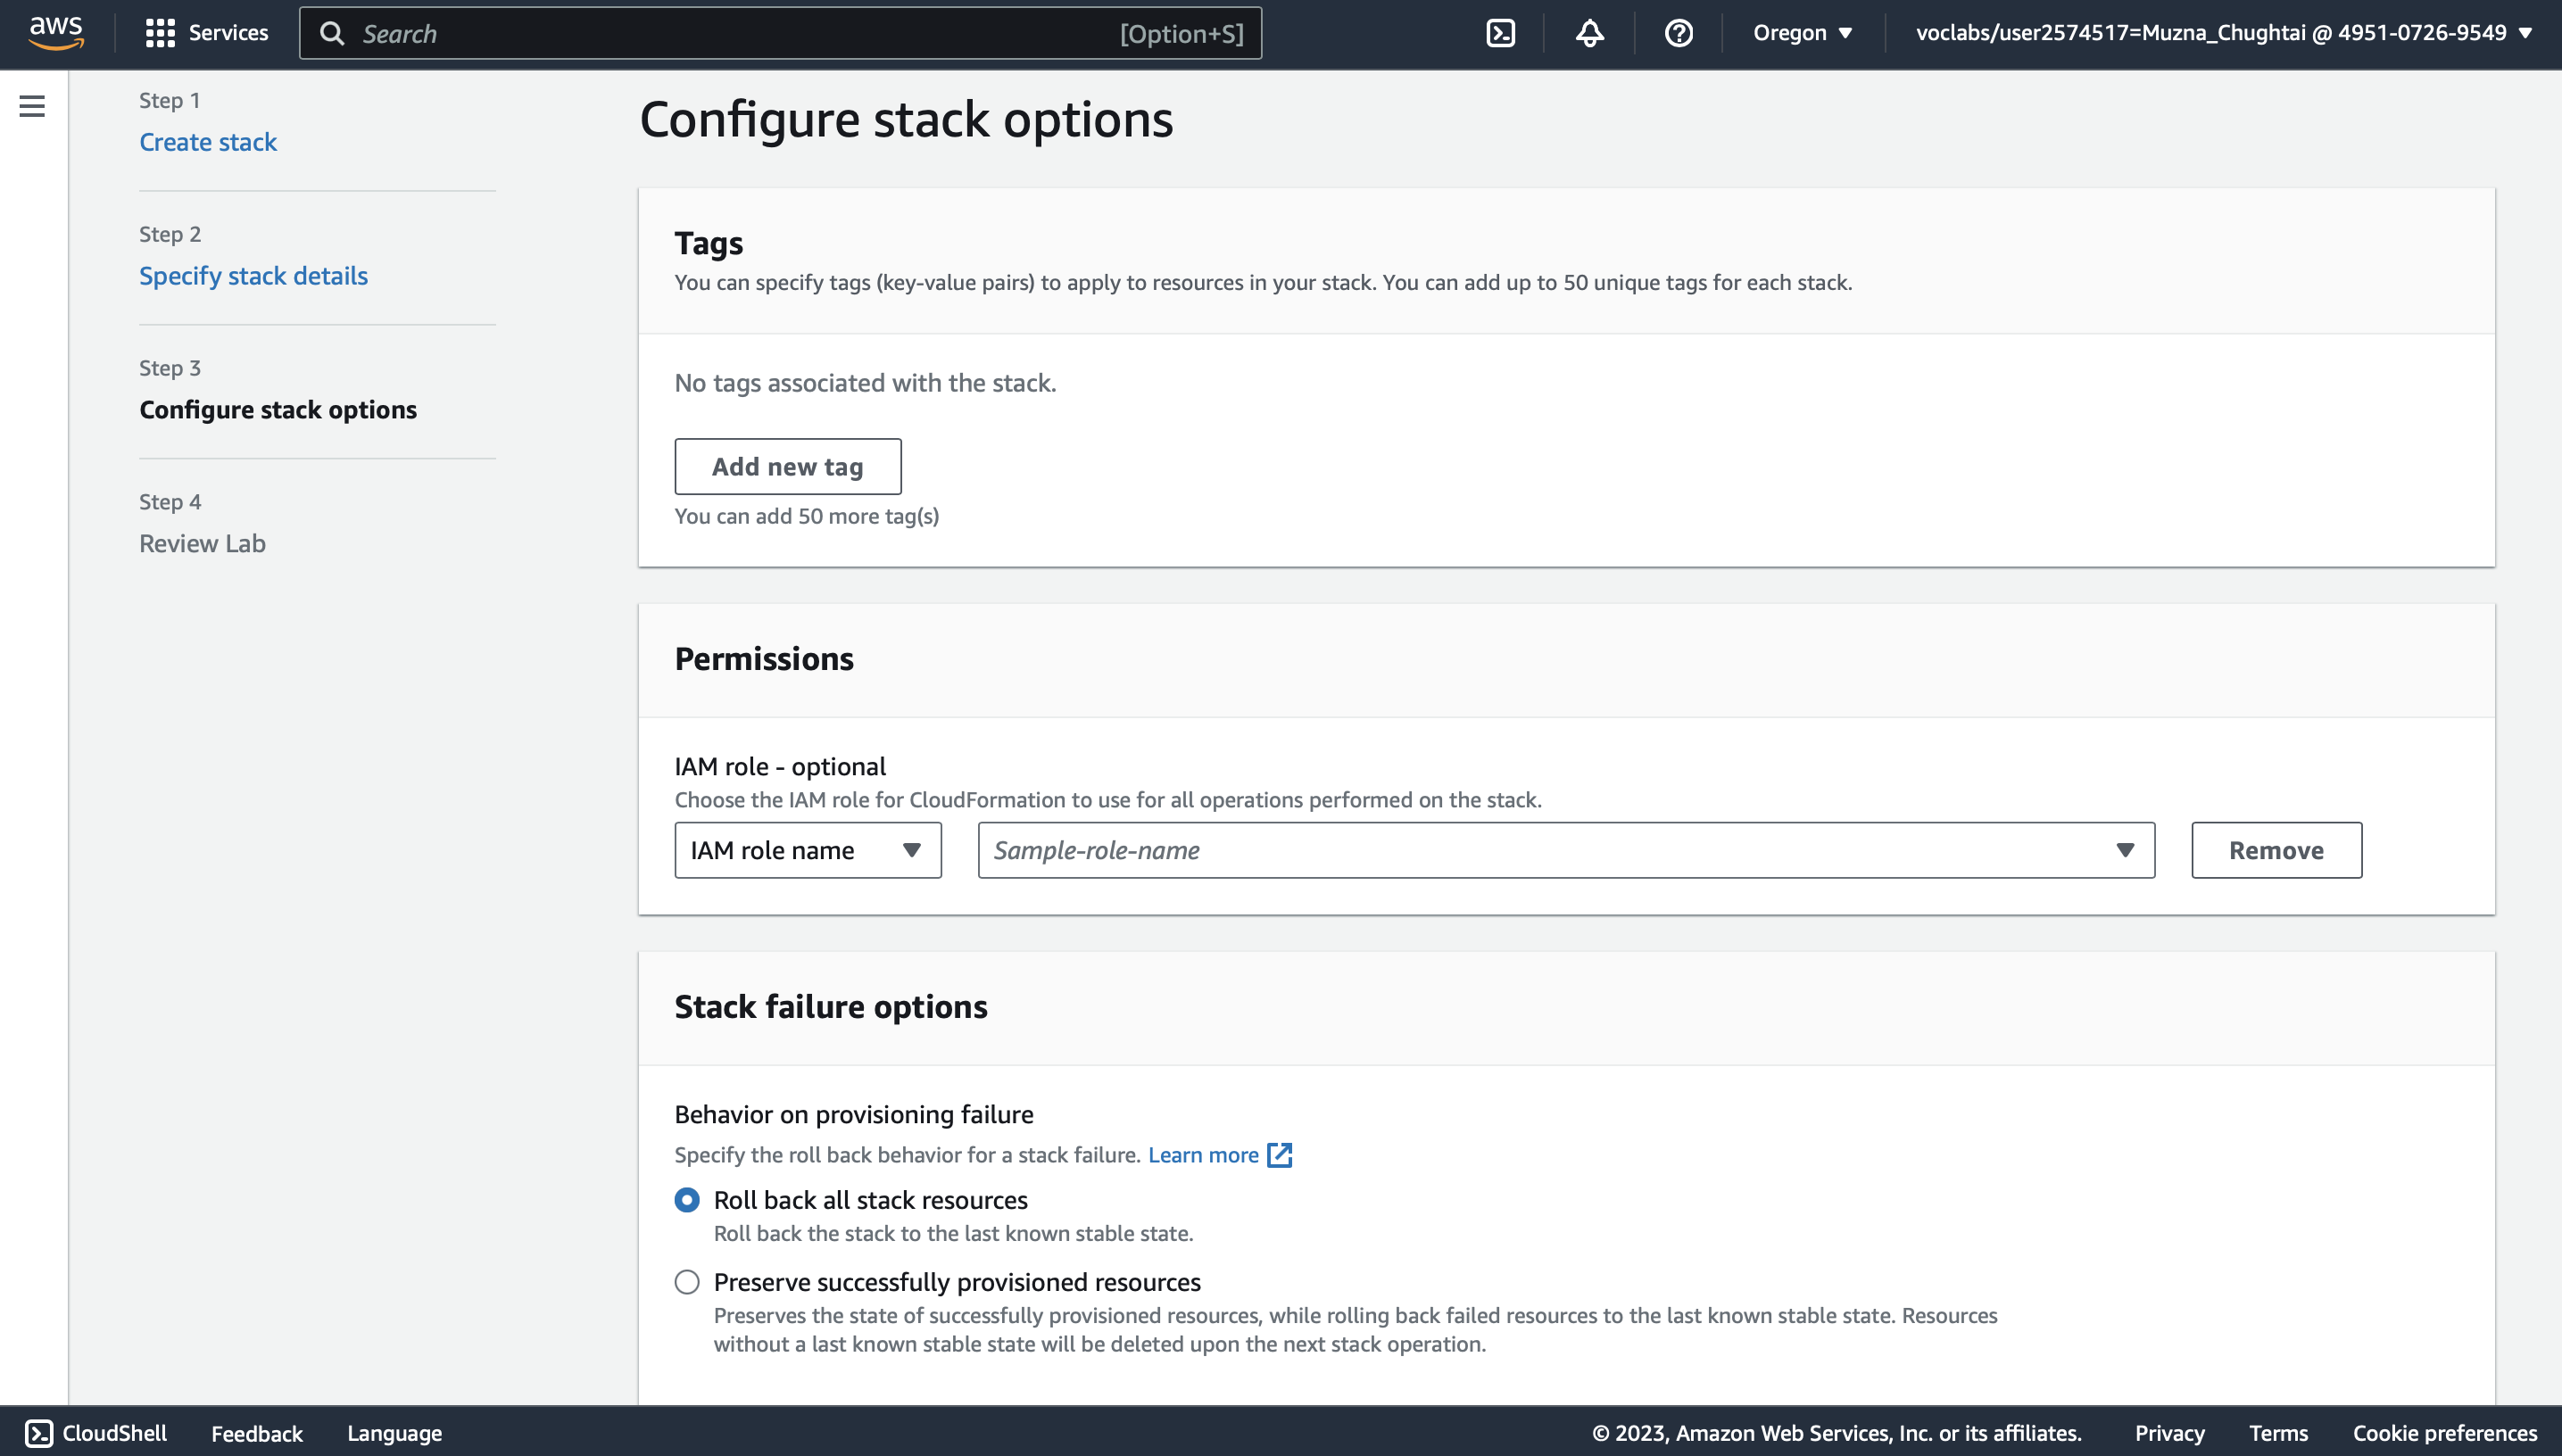 aws
Services
Search
[Option+S]
Oregon
voclabs/user2574517=Muzna_Chughtai @ 4951-0726-9549
Step 1
Create stack
Step 2
Specify stack details
Step 3
Configure stack options
Step 4
Review Lab
Configure stack options
Tags
You can specify tags (key-value pairs) to apply to resources in your stack. You can add up to 50 unique tags for each stack.
No tags associated with the stack.
Add new tag
You can add 50 more tag(s)
Permissions
IAM role - optional
Choose the IAM role for CloudFormation to use for all operations performed on the stack.
IAM role name
Sample-role-name
Remove
Stack failure options
Behavior on provisioning failure
Specify the roll back behavior for a stack failure. Learn more
Roll back all stack resources
Roll back the stack to the last known stable state.
Preserve successfully provisioned resources
Preserves the state of successfully provisioned resources, while rolling back failed resources to the last known stable state. Resources
without a last known stable state will be deleted upon the next stack operation.
CloudShell
Feedback
Language
© 2023, Amazon Web Services, Inc. or its affiliates.
Privacy
Terms
Cookie preferences